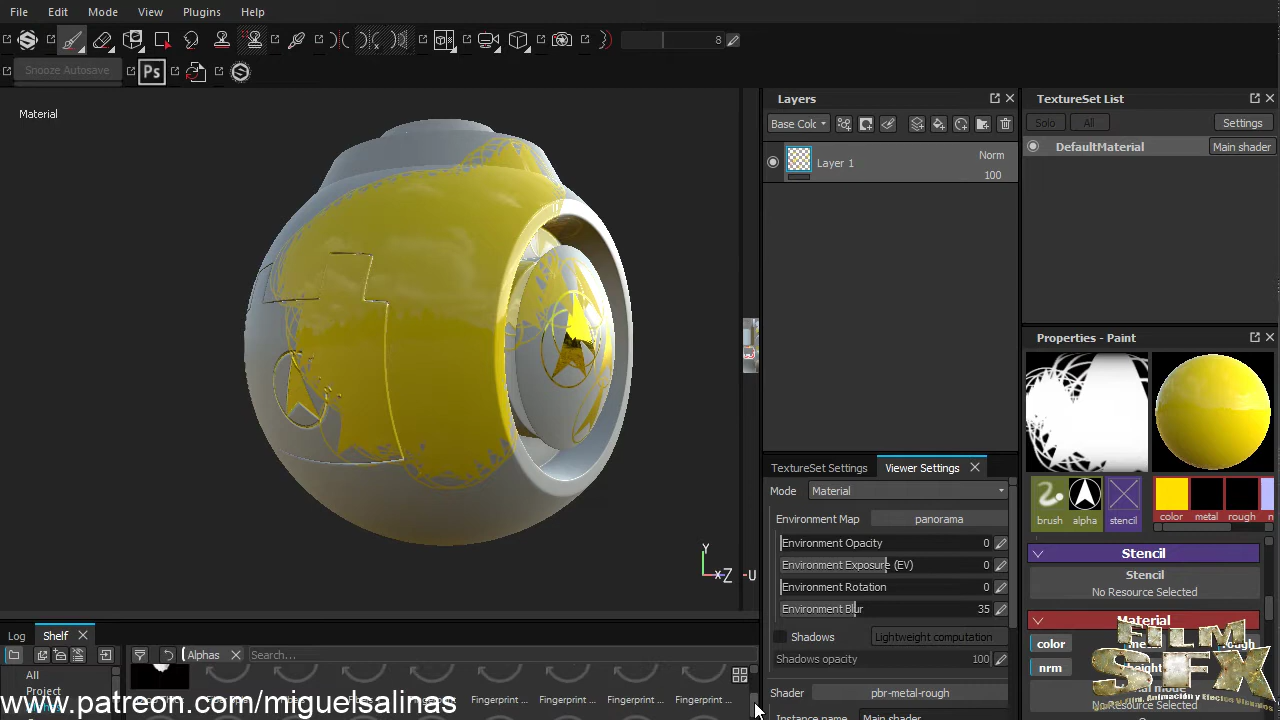 File Edit Mode View Plugins Help
8
Snooze Autosave
Ps
Material
Layers
Base Colc
Layer 1
Norm
100
TextureSet List
Solo All Settings
DefaultMaterial Main shader
Properties - Paint
brush alpha stencil color metal rough n
Stencil
Stencil
No Resource Selected
Material
color
nrm
TextureSet Settings Viewer Settings
Mode Material
Environment Map panorama
Environment Opacity 0
Environment Exposure (EV) 0
Environment Rotation 0
Environment Blur 35
Shadows Lightweight computation
Shadows opacity 100
Shader pbr-metal-rough
Instance name Main shader
Y
Z
U
Log Shelf
Alphas Search...
All
Project
Fingerprint ... Fingerprint ... Fingerprint ... Fingerprint ...
www.patreon.com/miguelsalinas
FILM
SFX